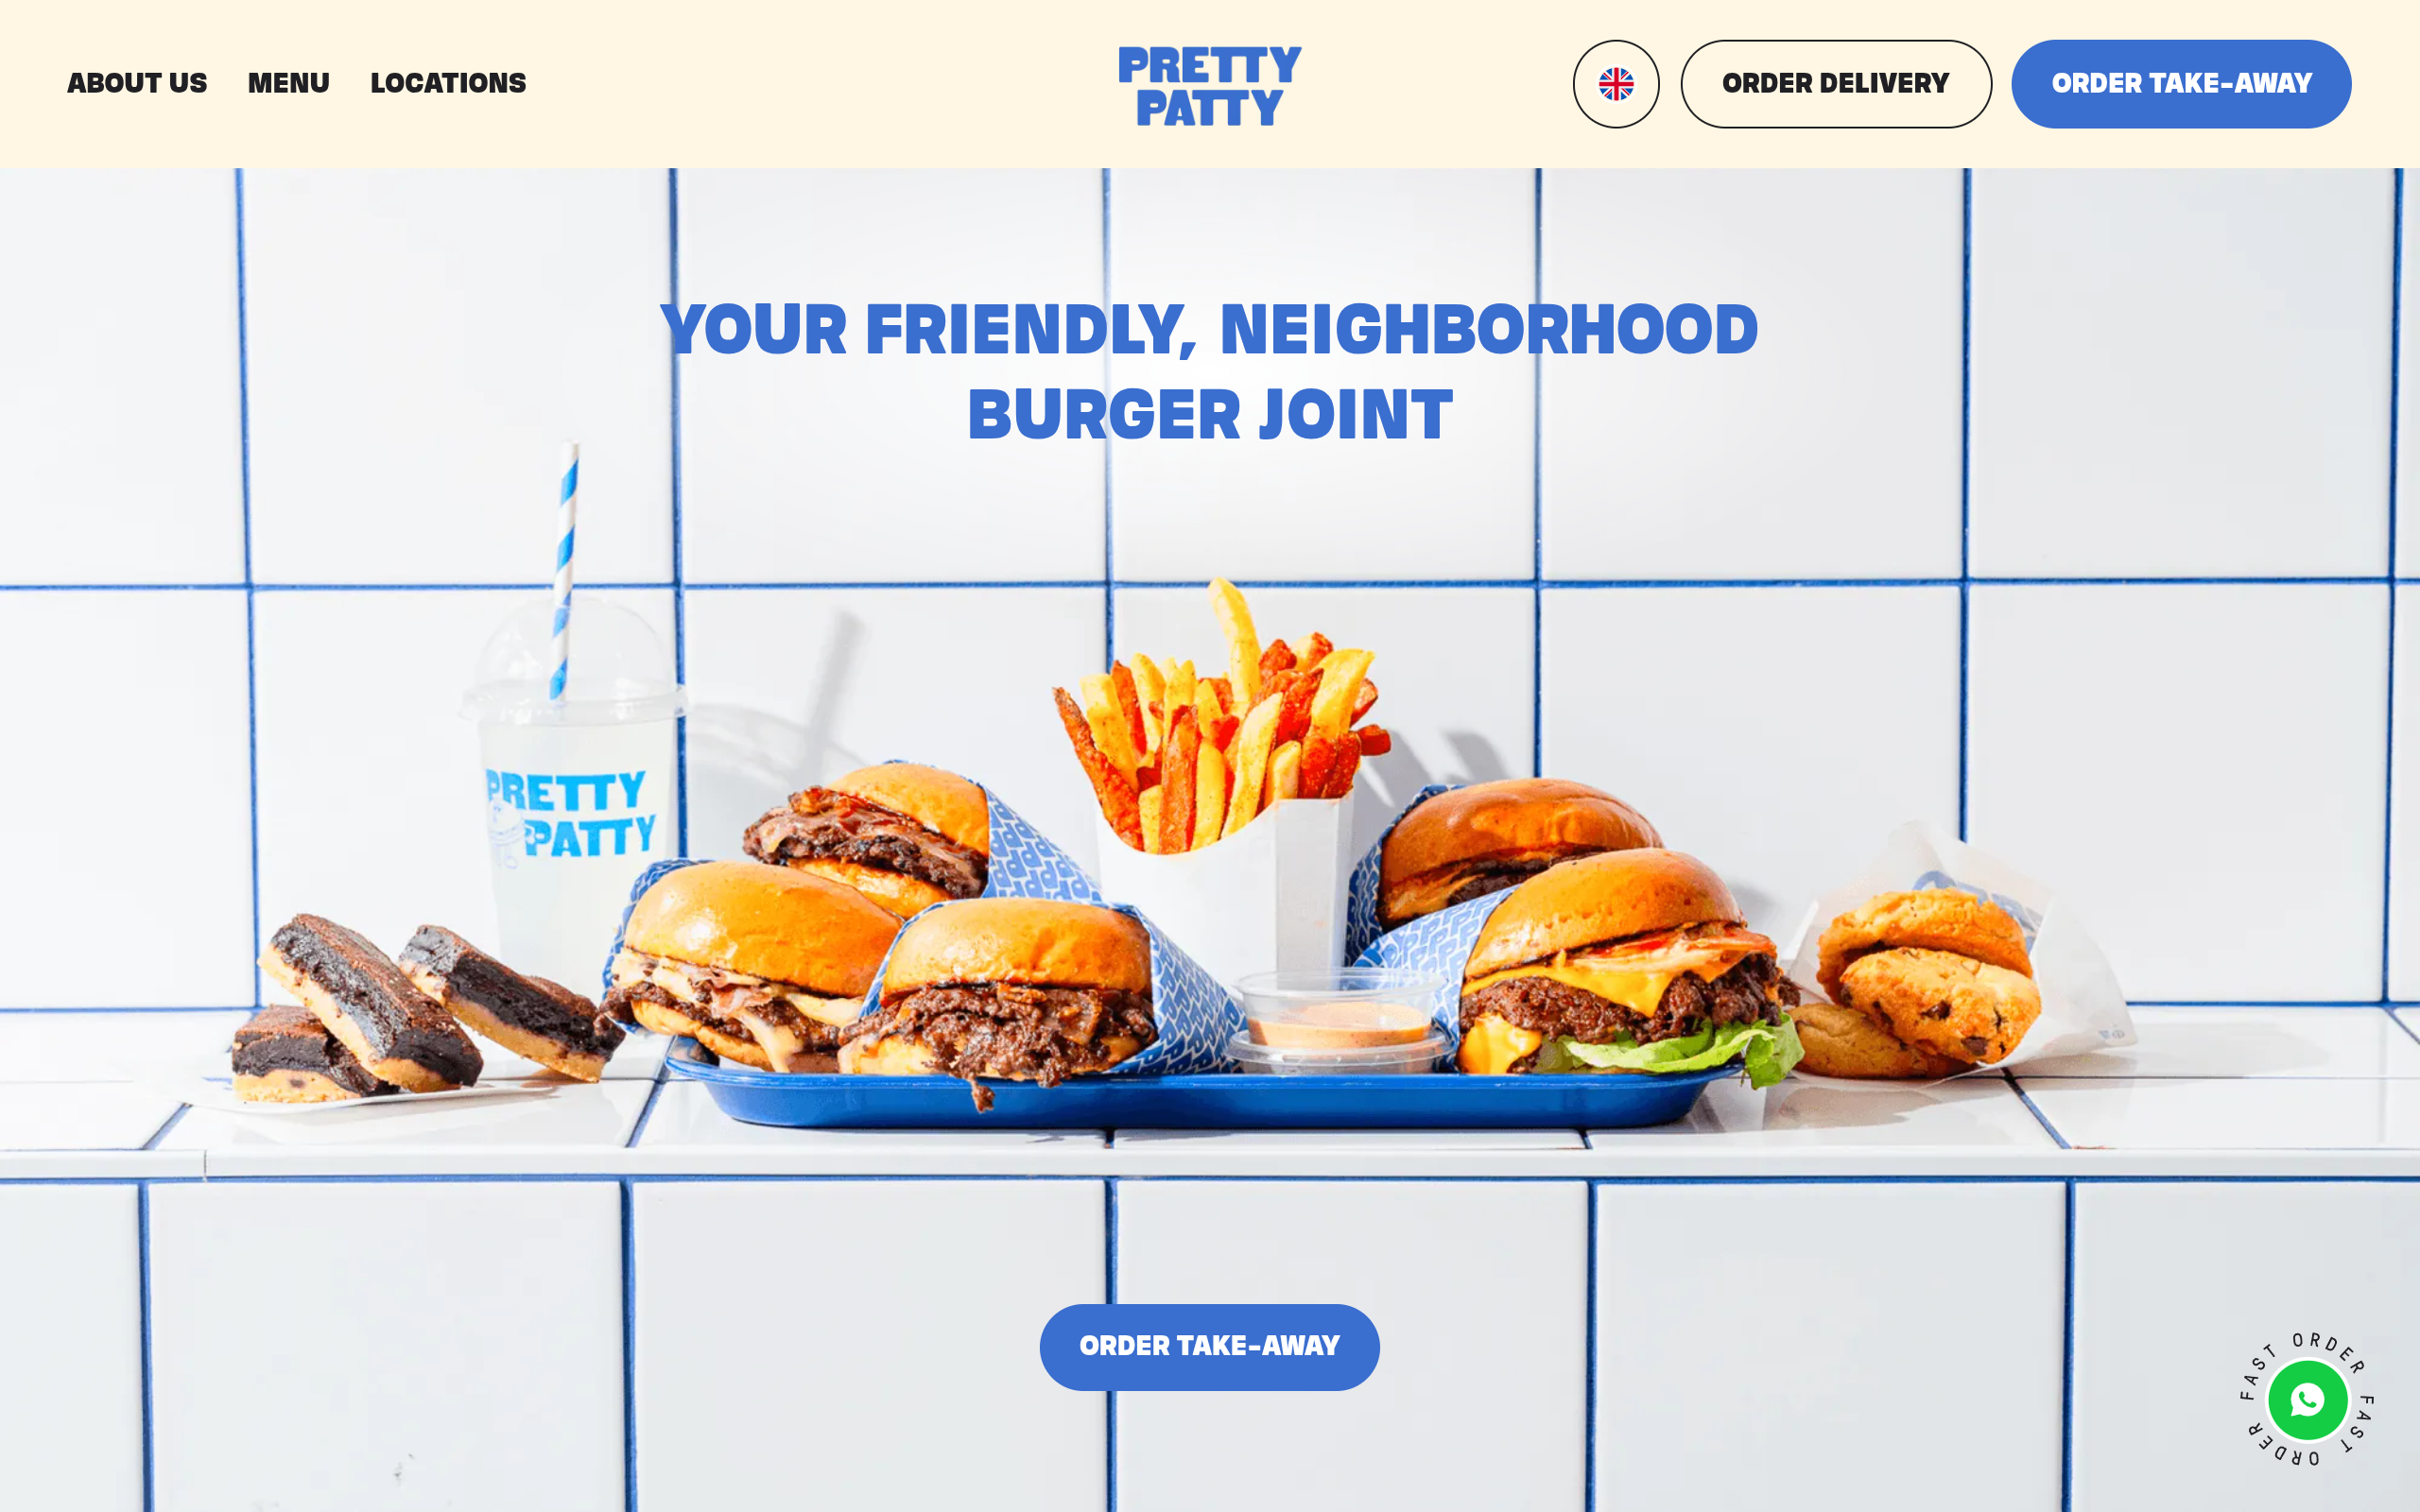 ABOUT US
MENU
LOCATIONS
PRETTY
PATTY
ORDER DELIVERY
ORDER TAKE-AWAY
YOUR FRIENDLY, NEIGHBORHOOD
BURGER JOINT
PRETTY
PATTY
ORDER TAKE-AWAY
FAST ORDER FAST ORDER